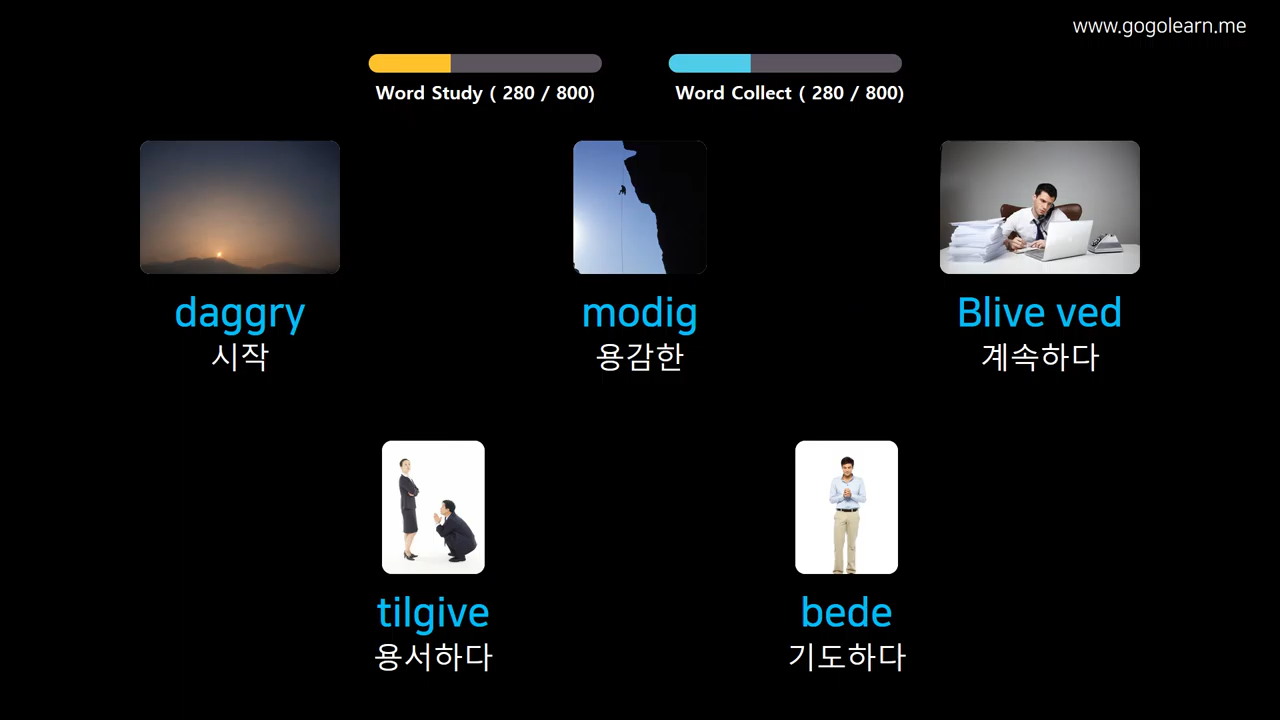 www.gogolearn.me
Word Study ( 280 / 800)
Word Collect ( 280 / 800)
daggry
시작
modig
용감한
Blive ved
계속하다
tilgive
용서하다
bede
기도하다